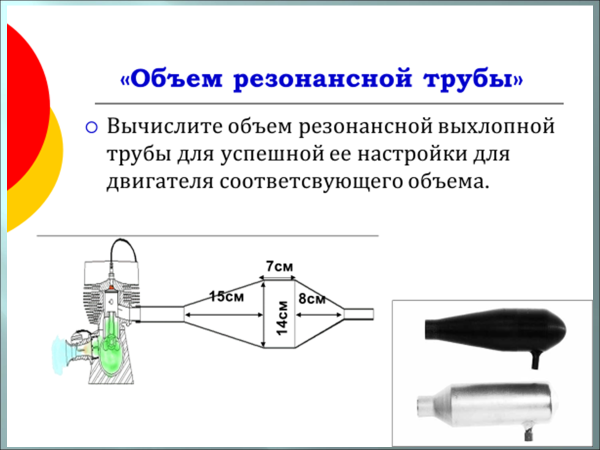 «Объем резонансной трубы»
Вычислите объем резонансной выхлопной
трубы для успешной ее настройки для
двигателя соответсвующего объема.
7см
15см
8см
14см